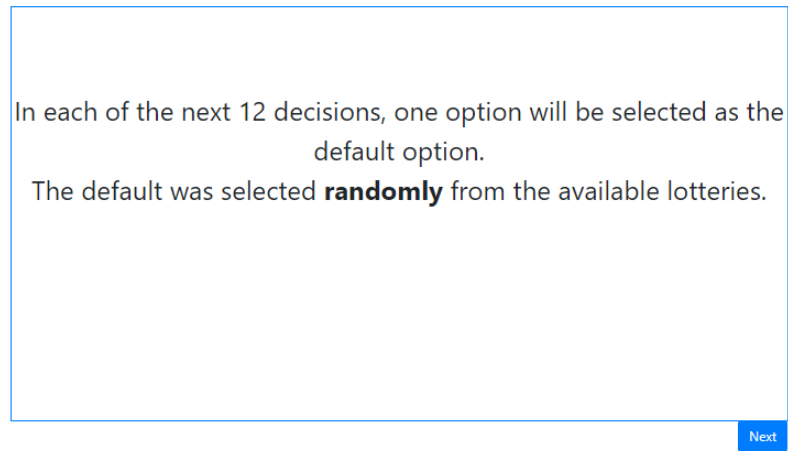 In each of the next 12 decisions, one option will be selected as the
default option.
The default was selected randomly from the available lotteries.
Next